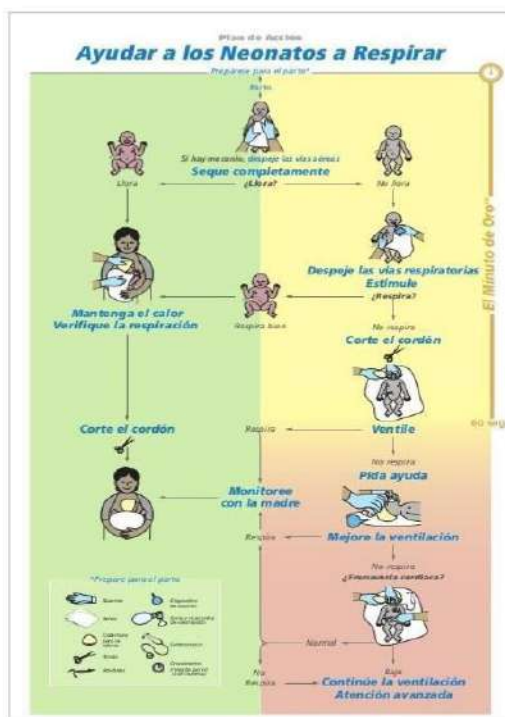 Plan de Acción
Ayudar a los Neonatos a Respirar
Prepárese para el parto*
Parto
Si hay meconio, despeje las vías aéreas
Seque completamente
Llora
¿Llora?
No llora
El Minuto de Oro
Despeje las vías respiratorias
Estimule
¿Respira?
Mantenga el calor
Verifique la respiración
Respira bien
No respira
Corte el cordón
60 seg
Corte el cordón
Respira
Ventile
No respira
Pida ayuda
Monitoree
con la madre
Respira
Mejore la ventilación
No respira
¿Frecuencia cardíaca?
*Prepare para el parto
Guantes
Normal
Baja
No
Respira
Continúe la ventilación
Atención avanzada